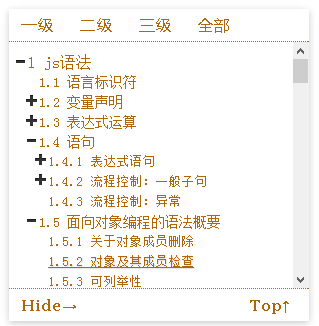 一级 二级 三级 全部
1 js语法
1.1 语言标识符
1.2 变量声明
1.3 表达式运算
1.4 语句
1.4.1 表达式语句
1.4.2 流程控制：一般子句
1.4.3 流程控制：异常
1.5 面向对象编程的语法概要
1.5.1 关于对象成员删除
1.5.2 对象及其成员检查
1.5.3 可列举性
Hide→ Top↑